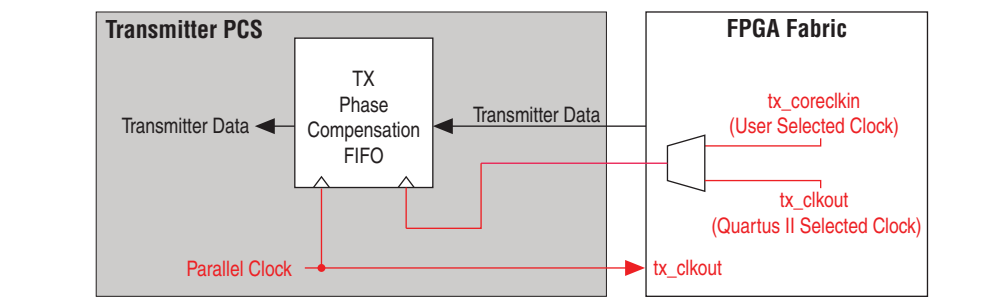 Transmitter PCS
FPGA Fabric
TX
Phase
Compensation
FIFO
Transmitter Data
Transmitter Data
tx_coreclkin
(User Selected Clock)
tx_clkout
(Quartus II Selected Clock)
Parallel Clock
tx_clkout